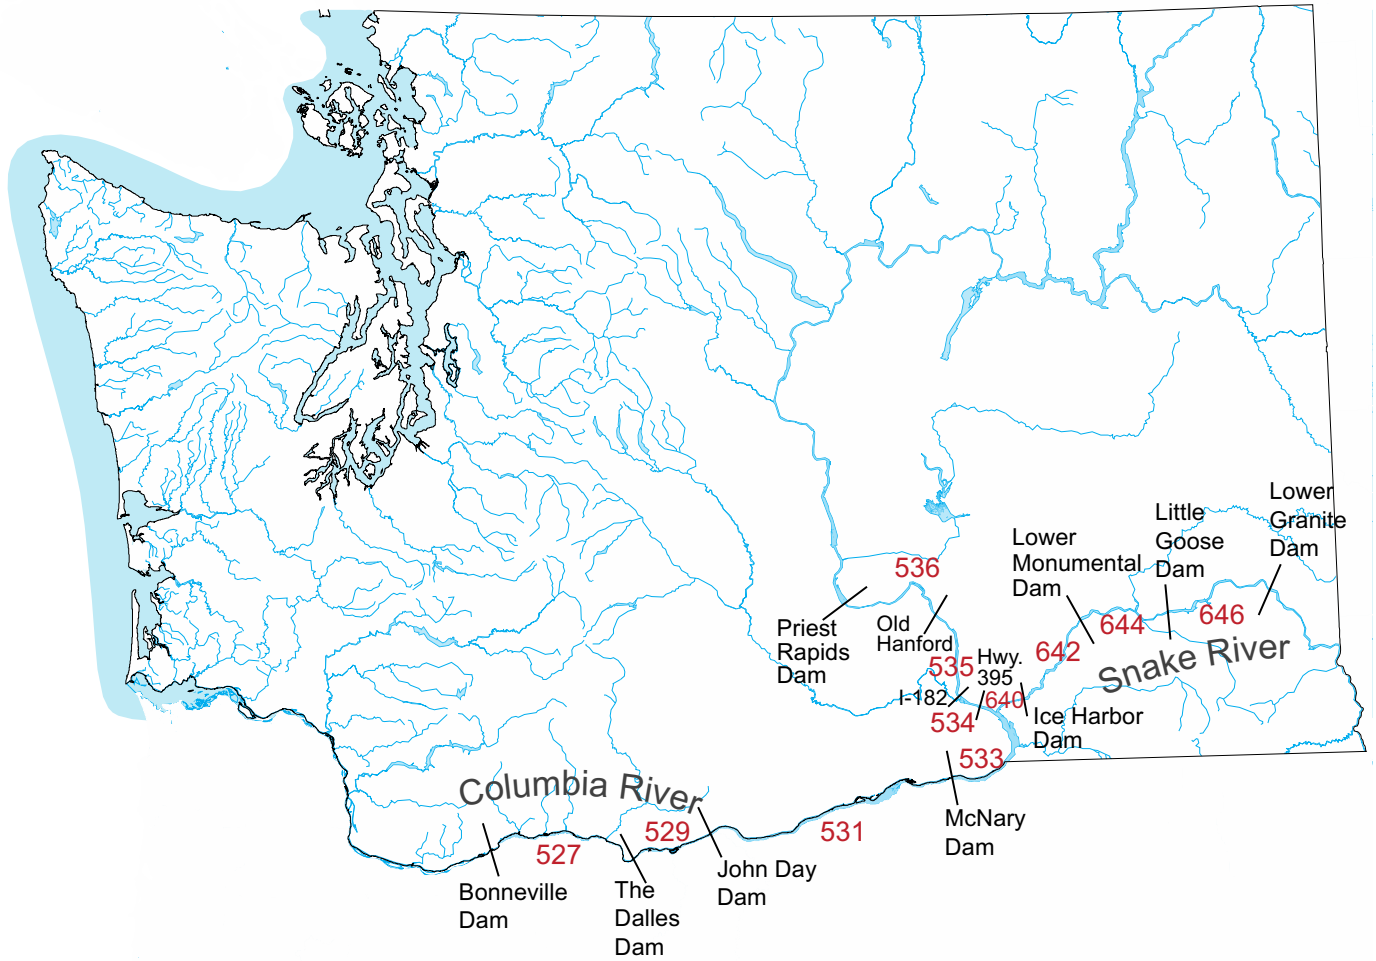 Lower
Granite
Dam
Little
Goose
Dam
Lower
Monumental
Dam
536
Priest
Rapids
Dam
Old
Hanford
535
Hwy.
395
I-182
640
534
533
642
644
646
Snake River
Ice Harbor
Dam
Columbia River
McNary
Dam
531
529
527
John Day
Dam
The
Dalles
Dam
Bonneville
Dam